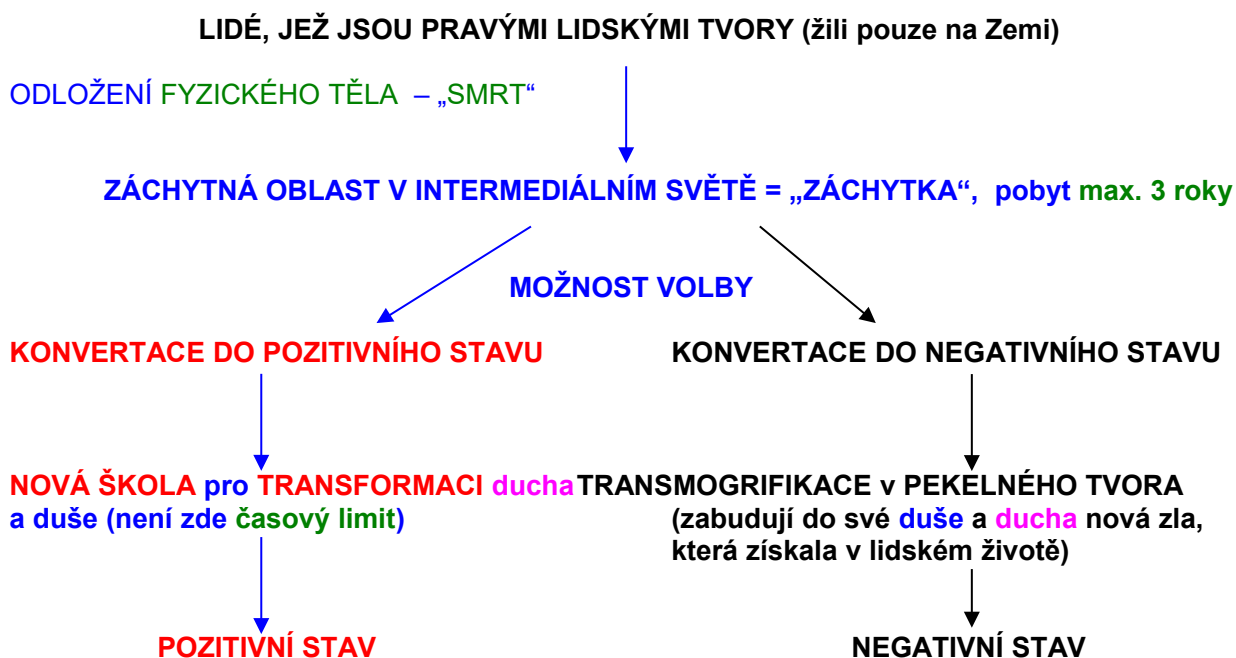 LIDÉ, JEŽ JSOU PRAVÝMI LIDSKÝMI TVORY (žili pouze na Zemi)
ODLOŽENÍ FYZICKÉHO TĚLA – „SMRT“
ZÁCHYTNÁ OBLAST V INTERMEDIÁLNÍM SVĚTĚ = „ZÁCHYTKA“, pobyt max. 3 roky
MOŽNOST VOLBY
KONVERTACE DO POZITIVNÍHO STAVU
KONVERTACE DO NEGATIVNÍHO STAVU
NOVÁ ŠKOLA pro TRANSFORMACI ducha
a duše (není zde časový limit)
TRANSMOGRIFIKACE v PEKELNÉHO TVORA
(zabudují do své duše a ducha nová zla,
která získala v lidském životě)
POZITIVNÍ STAV
NEGATIVNÍ STAV